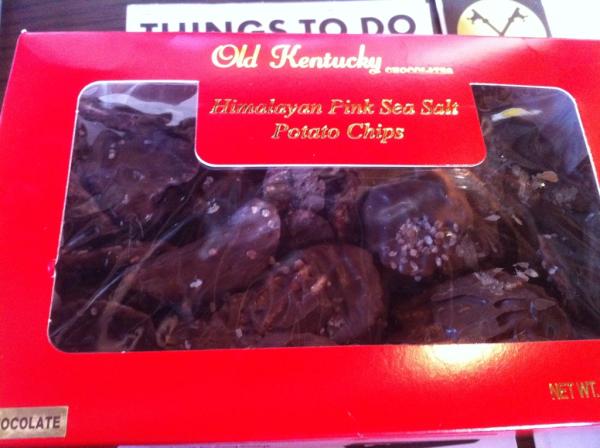 THINGS TO DO
Old Kentucky
CHOCOLATES
Himalayan Pink Sea Salt
Potato Chips
NET WT.
OCOLATE